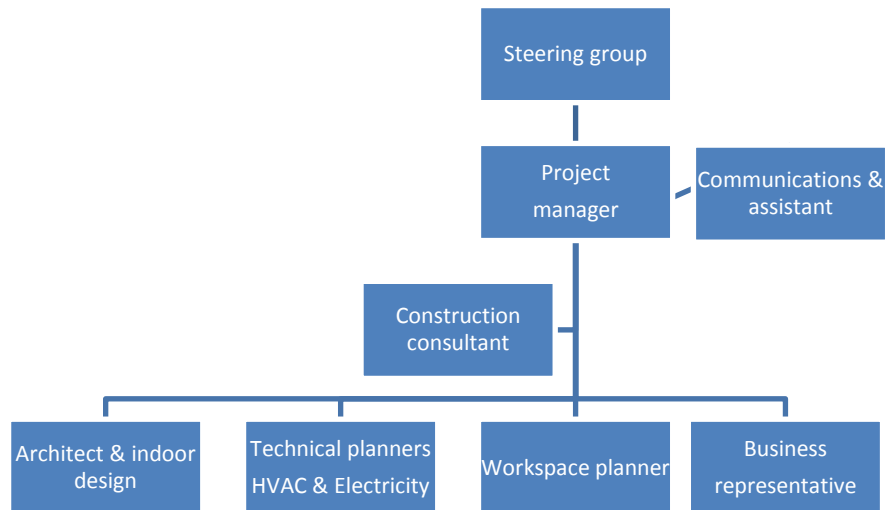 Steering group
Project
manager
Communications &
assistant
Construction
consultant
Architect & indoor
design
Technical planners
HVAC & Electricity
Workspace planner
Business
representative